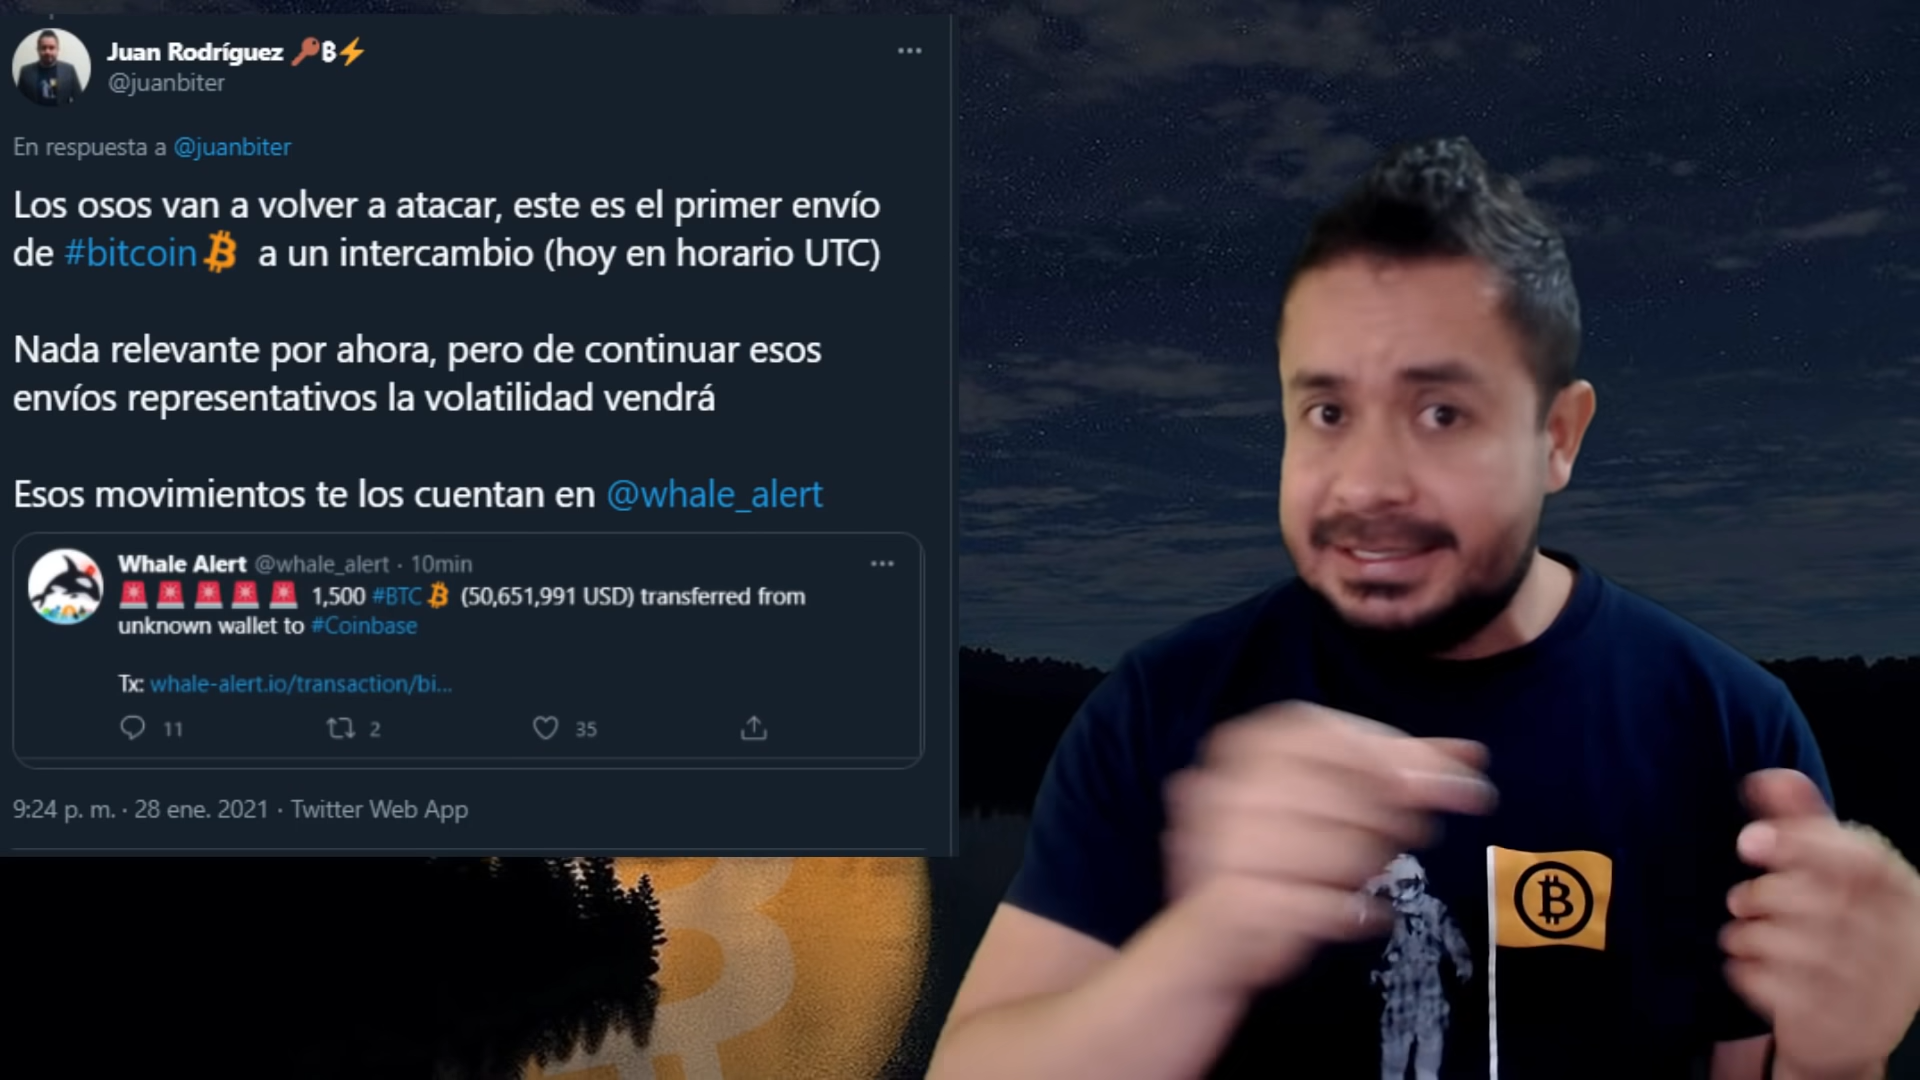 Juan Rodríguez 🔑₿⚡
@juanbiter
En respuesta a @juanbiter
Los osos van a volver a atacar, este es el primer envío
de #bitcoin₿ a un intercambio (hoy en horario UTC)
Nada relevante por ahora, pero de continuar esos
envíos representativos la volatilidad vendrá
Esos movimientos te los cuentan en @whale_alert
Whale Alert @whale_alert · 10min
🚨 🚨 🚨 🚨 🚨 1,500 #BTC₿ (50,651,991 USD) transferred from
unknown wallet to #Coinbase
Tx: whale-alert.io/transaction/bi...
11 2 35
9:24 p. m. · 28 ene. 2021 · Twitter Web App